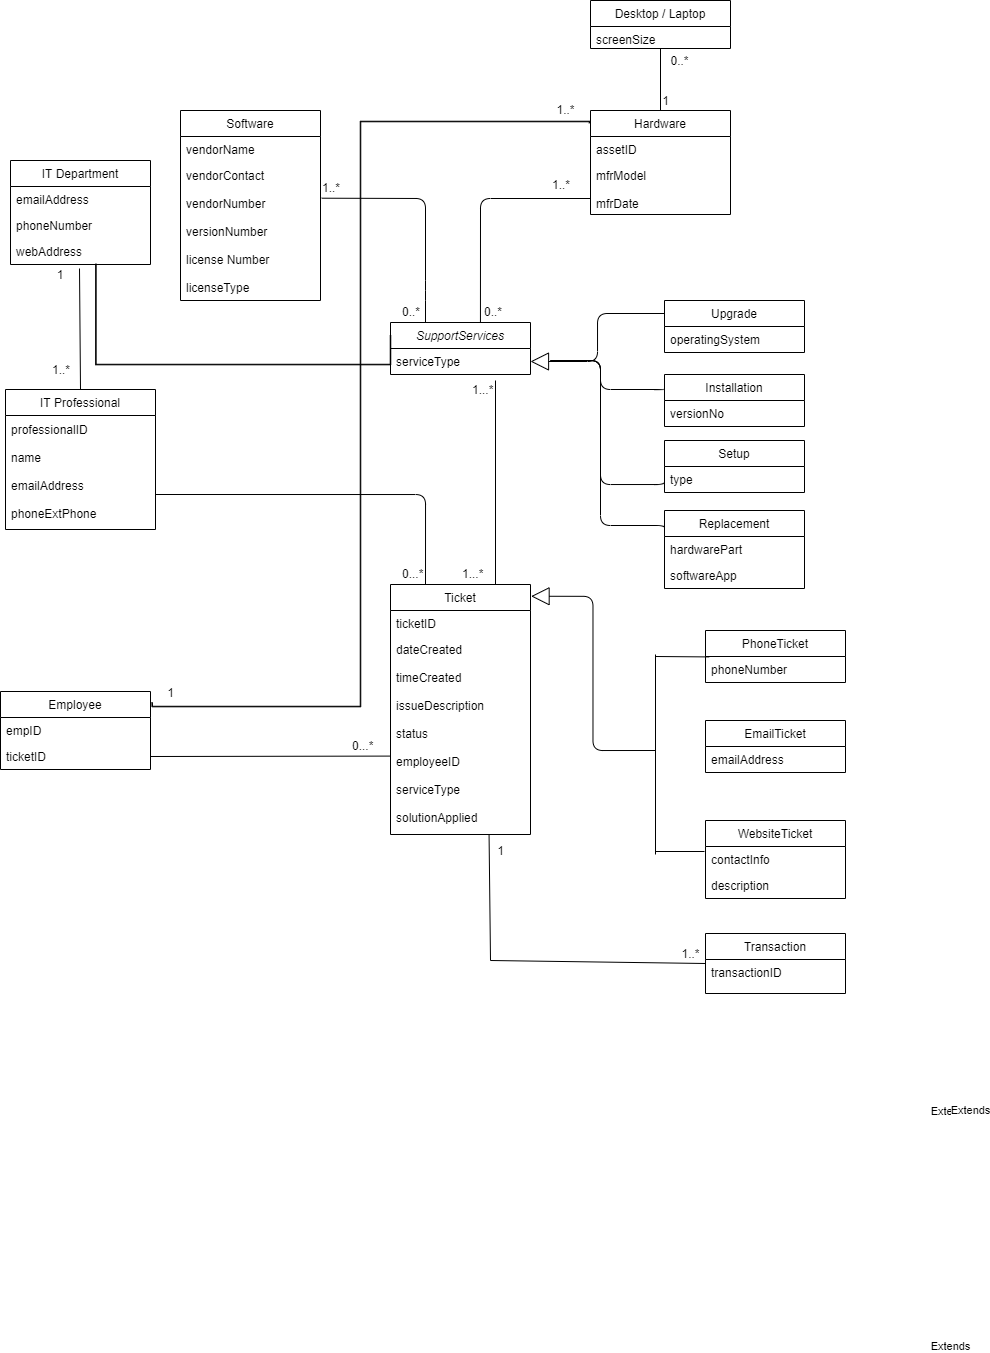 Desktop / Laptop
screenSize
0..*
1
1..*
Hardware
assetID
mfrModel
mfrDate
1..*
0..*
Software
vendorName
vendorContact
vendorNumber
versionNumber
license Number
licenseType
1..*
0..*
IT Department
emailAddress
phoneNumber
webAddress
1
1..*
IT Professional
professionalID
name
emailAddress
phoneExtPhone
SupportServices
serviceType
1...*
Upgrade
operatingSystem
Installation
versionNo
Setup
type
Replacement
hardwarePart
softwareApp
0...*
1...*
Ticket
ticketID
dateCreated
timeCreated
issueDescription
status
employeeID
serviceType
solutionApplied
1
Employee
empID
ticketID
1
0...*
PhoneTicket
phoneNumber
EmailTicket
emailAddress
WebsiteTicket
contactInfo
description
1..*
Transaction
transactionID
Exte
Extends
Extends